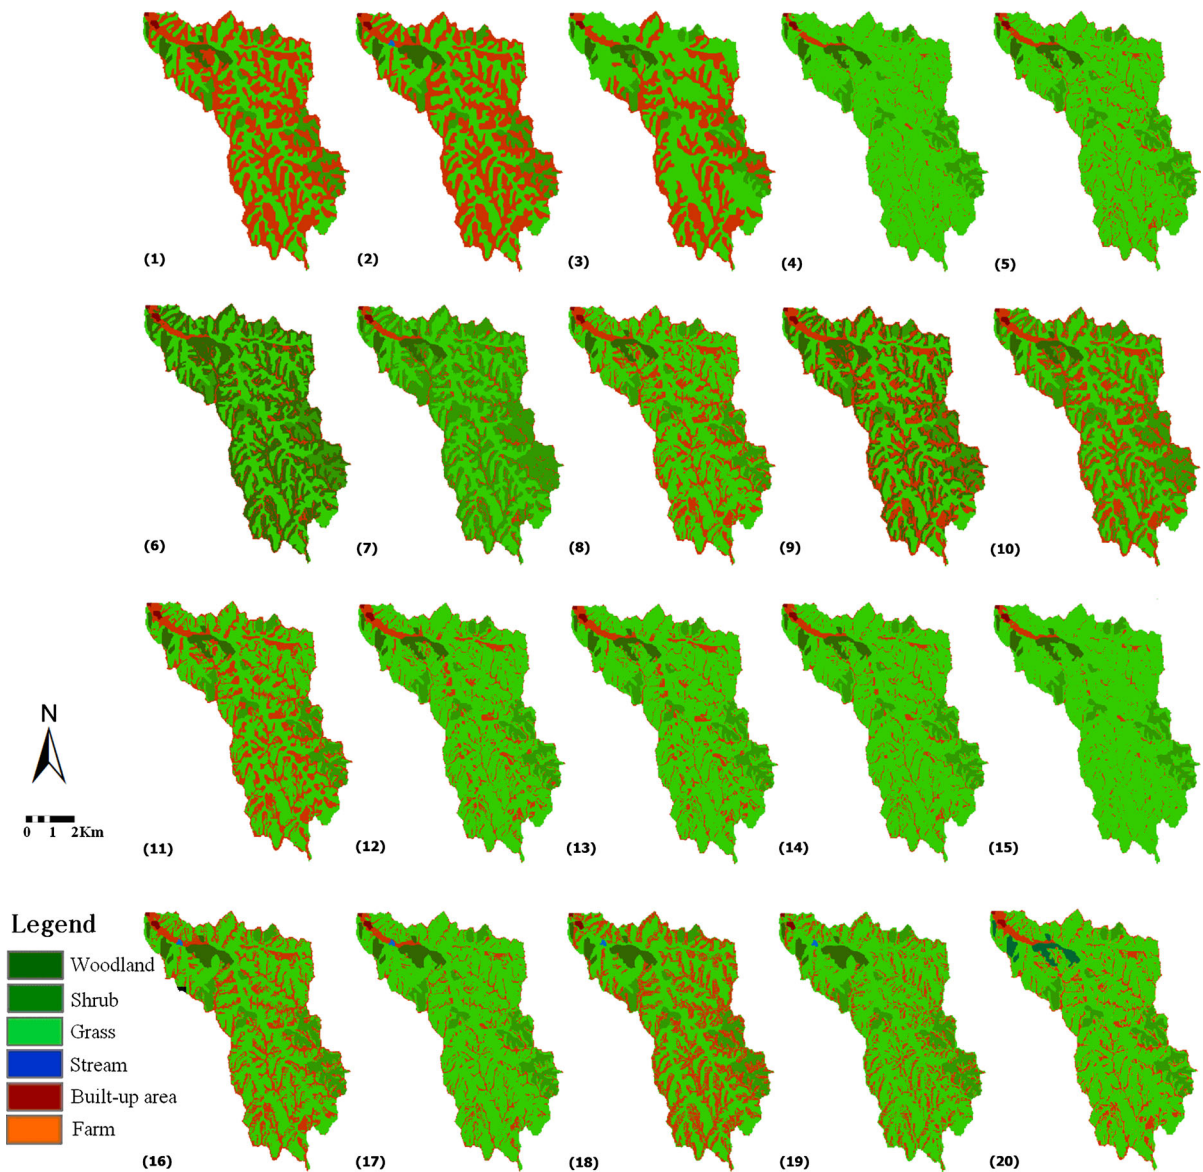 (1) (2) (3) (4) (5)
(6) (7) (8) (9) (10)
(11) (12) (13) (14) (15)
N
0 1 2Km
Legend
Woodland
Shrub
Grass
Stream
Built-up area
Farm
(16) (17) (18) (19) (20)